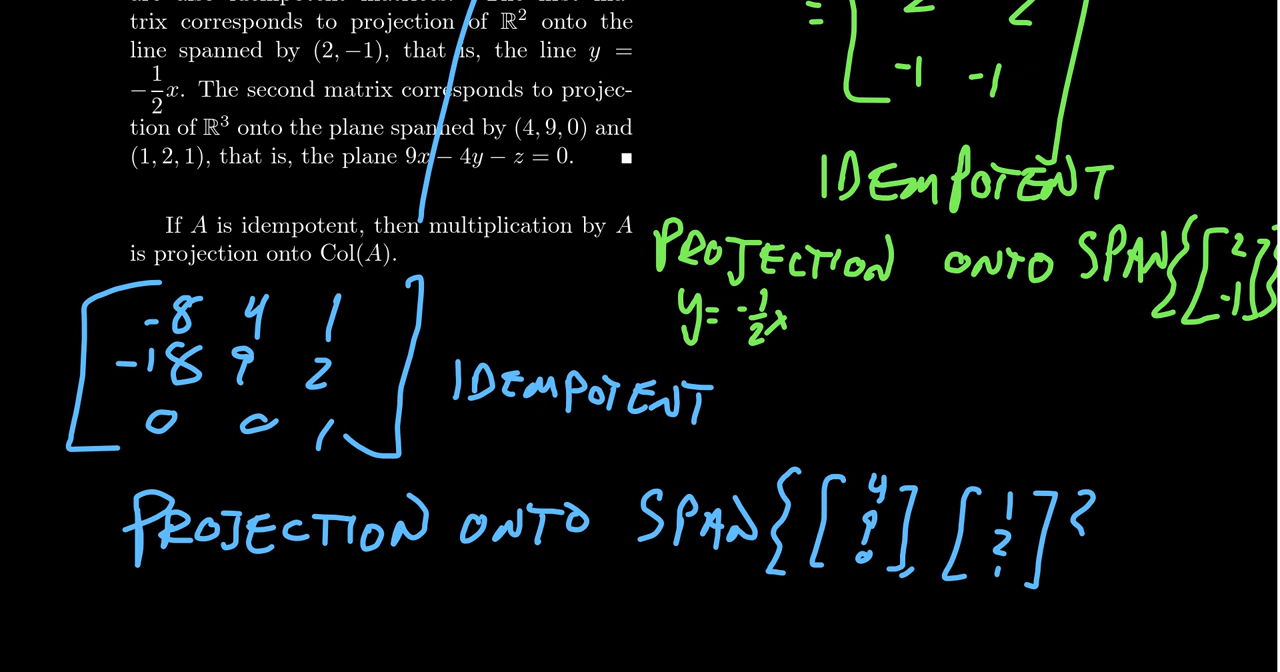 trix corresponds to projection of ℝ² onto the
line spanned by (2, −1), that is, the line y =
−1/2x. The second matrix corresponds to projec-
tion of ℝ³ onto the plane spanned by (4, 9, 0) and
(1, 2, 1), that is, the plane 9x − 4y − z = 0. ■
If A is idempotent, then multiplication by A
is projection onto Col(A).
= [ 2 2
-1 -1
IDEMPOTENT
PROJECTION ONTO SPAN{[2
-1]}
y = -1/2 x
[-8 4 1
-18 9 2
0 0 1]
IDEMPOTENT
PROJECTION ONTO SPAN{[4
9
0], [1
2
1]}